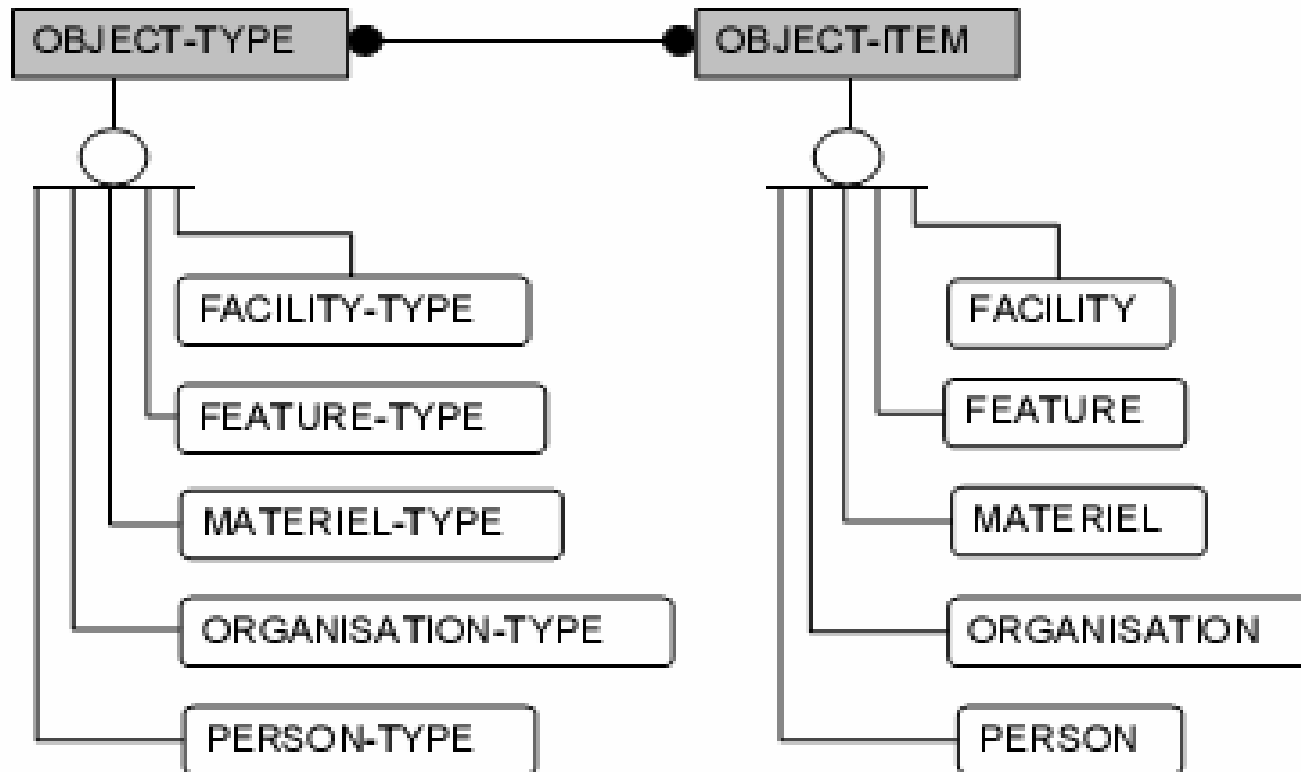 OBJECT-TYPE
OBJECT-ITEM
FACILITY-TYPE
FEATURE-TYPE
MATERIEL-TYPE
ORGANISATION-TYPE
PERSON-TYPE
FACILITY
FEATURE
MATERIEL
ORGANISATION
PERSON